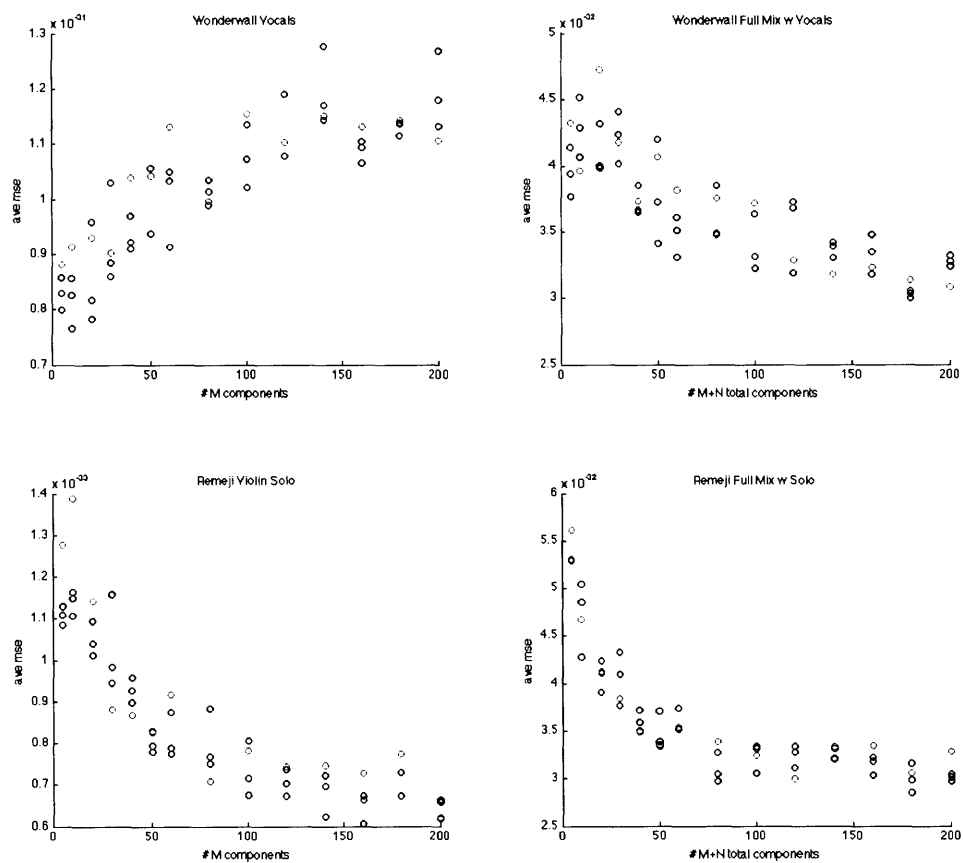 Wonderwall Vocals
x 10^-31
1.3
1.2
1.1
1
0.9
0.8
0.7
ave mse
0 50 100 150 200
# M components
Wonderwall Full Mix w Vocals
x 10^-32
5
4.5
4
3.5
3
2.5
ave mse
0 50 100 150 200
# M+N total components
Remeji Violin Solo
x 10^-33
1.4
1.3
1.2
1.1
1
0.9
0.8
0.7
0.6
ave mse
0 50 100 150 200
# M components
Remeji Full Mix w Solo
x 10^-32
6
5.5
5
4.5
4
3.5
3
2.5
ave mse
0 50 100 150 200
# M+N total components